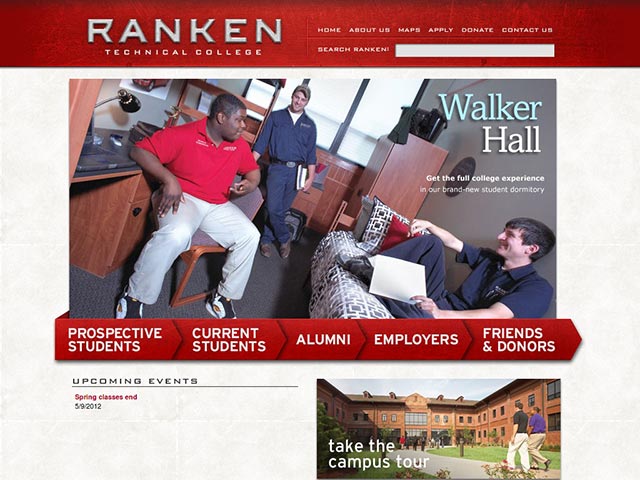 RANKEN
TECHNICAL COLLEGE
HOME ABOUT US MAPS APPLY DONATE CONTACT US
SEARCH RANKEN:
Walker
Hall
Get the full college experience
in our brand-new student dormitory
PROSPECTIVE
STUDENTS
CURRENT
STUDENTS
ALUMNI
EMPLOYERS
FRIENDS
& DONORS
UPCOMING EVENTS
Spring classes end
5/9/2012
take the
campus tour